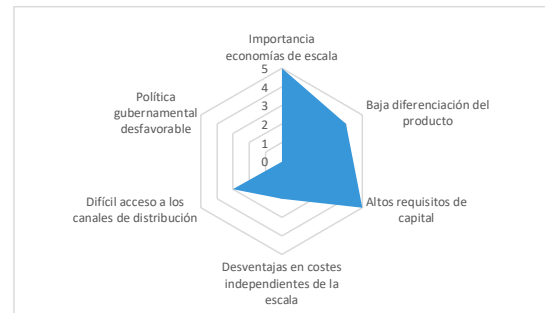 Importancia
economías de escala
Baja diferenciación del
producto
Altos requisitos de
capital
Desventajas en costes
independientes de la
escala
Difícil acceso a los
canales de distribución
Política
gubernamental
desfavorable
5
4
3
2
1
0